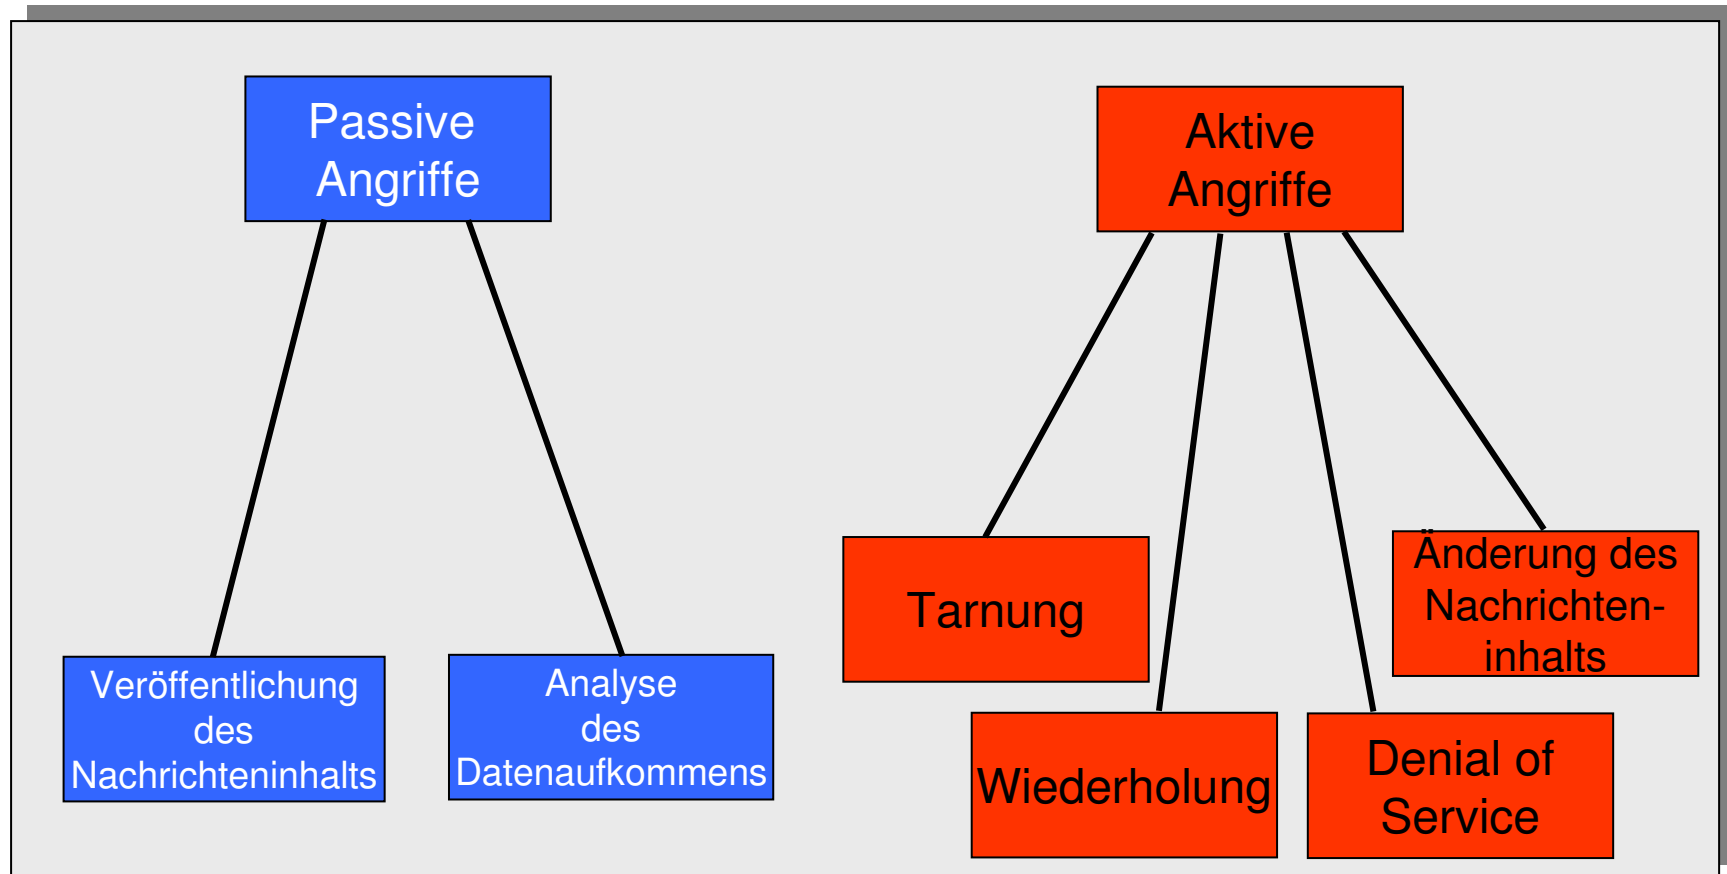 Passive
Angriffe
Aktive
Angriffe
Veröffentlichung
des
Nachrichteninhalts
Analyse
des
Datenaufkommens
Tarnung
Wiederholung
Denial of
Service
Änderung des
Nachrichten-
inhalts